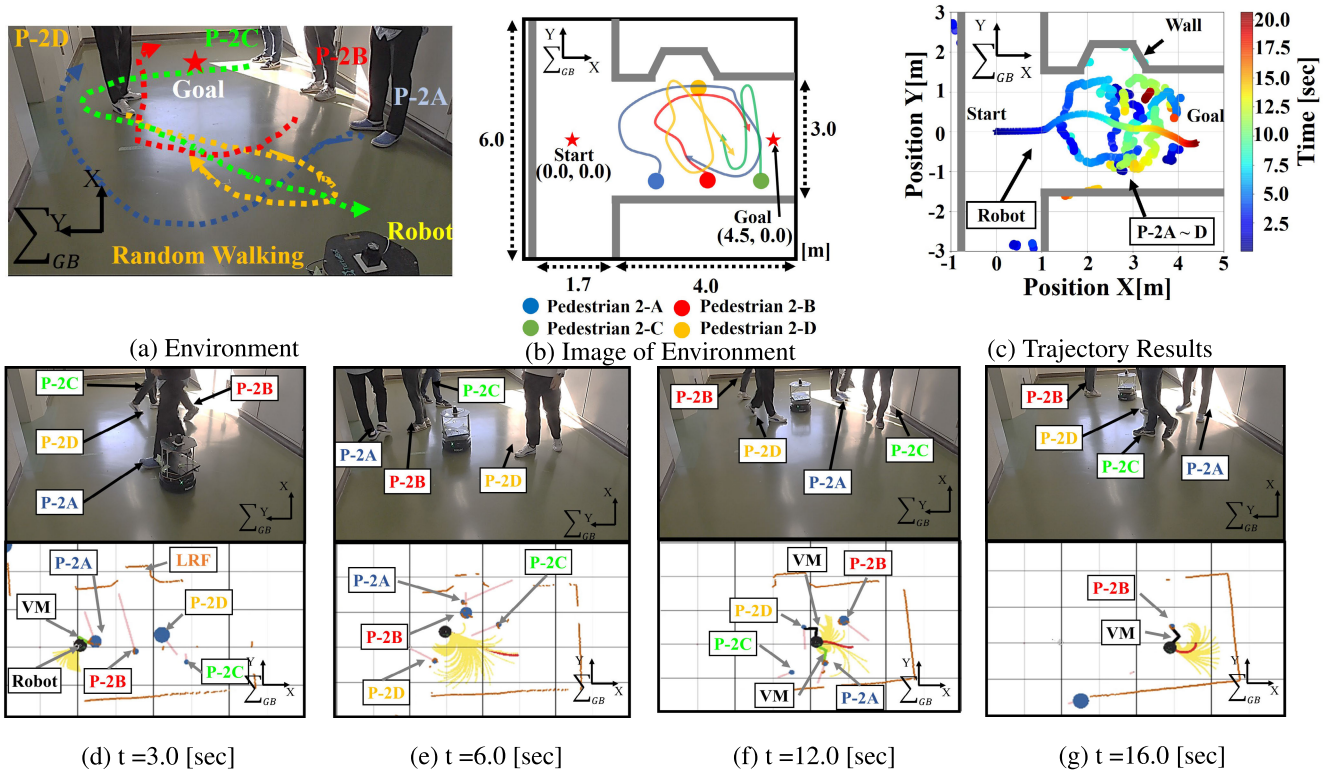 P-2D
P-2C
P-2B
Goal
P-2A
X
Y
∑GB
Random Walking
Robot
(a) Environment
6.0
Y
∑GB
X
Start
(0.0, 0.0)
3.0
Goal
(4.5, 0.0)
[m]
1.7
4.0
Pedestrian 2-A
Pedestrian 2-B
Pedestrian 2-C
Pedestrian 2-D
(b) Image of Environment
Position Y[m]
3
2
1
0
-1
-2
-3
Y
∑GB
X
Wall
Start
Goal
Robot
P-2A ~ D
-1
0
1
2
3
4
5
Position X[m]
20.0
17.5
15.0
12.5
10.0
7.5
5.0
2.5
Time [sec]
(c) Trajectory Results
P-2C
P-2B
P-2D
P-2A
X
Y
∑GB
P-2A
LRF
VM
P-2D
Robot
P-2B
P-2C
Y
∑GB
X
(d) t =3.0 [sec]
P-2C
P-2A
P-2B
P-2D
X
Y
∑GB
P-2A
P-2C
P-2B
P-2D
Y
∑GB
X
(e) t =6.0 [sec]
P-2B
P-2D
P-2C
P-2A
X
Y
∑GB
VM
P-2B
P-2D
P-2C
VM
P-2A
Y
∑GB
X
(f) t =12.0 [sec]
P-2B
P-2D
P-2C
P-2A
X
Y
∑GB
P-2B
VM
Y
∑GB
X
(g) t =16.0 [sec]